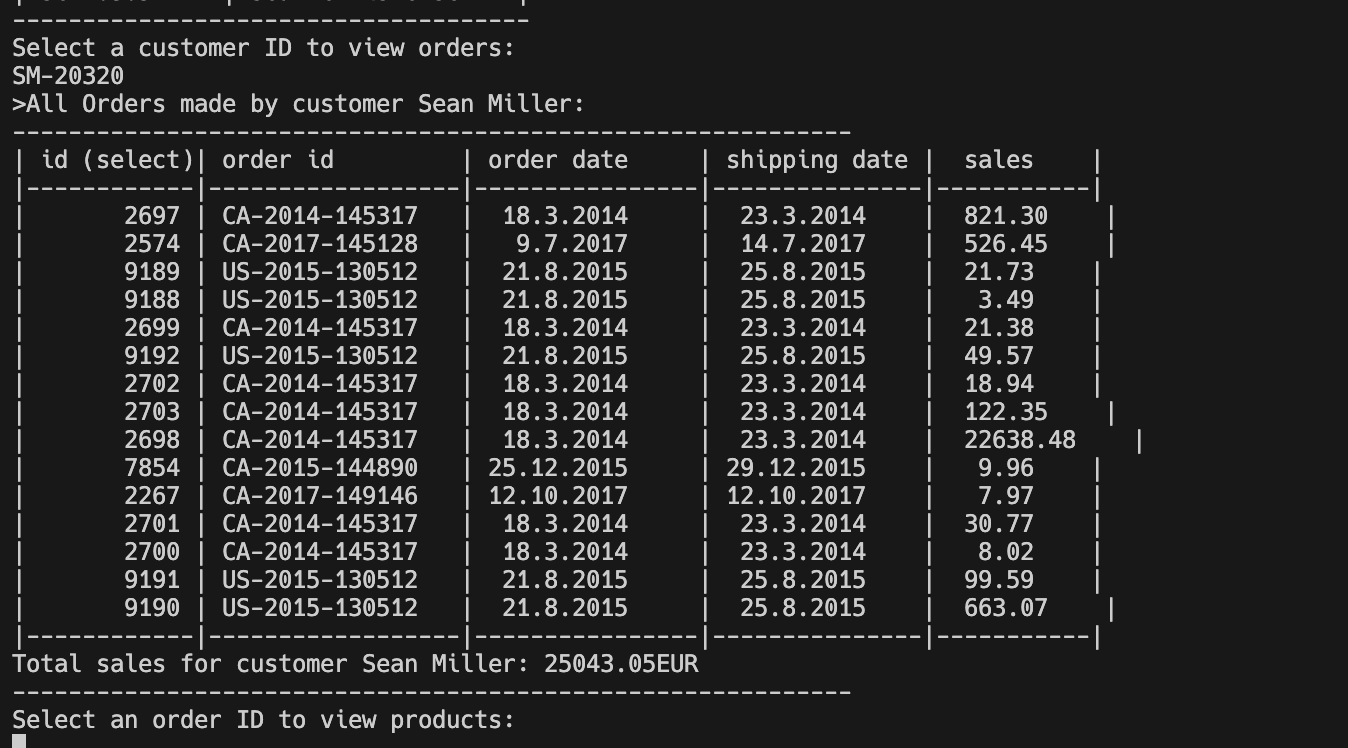 ------------------------------------
Select a customer ID to view orders:
SM-20320
>All Orders made by customer Sean Miller:
------------------------------------------------------------
| id (select)| order id         | order date     | shipping date |  sales    |
|------------|------------------|----------------|---------------|-----------|
|       2697 | CA-2014-145317   |  18.3.2014     |  23.3.2014    |  821.30    |
|       2574 | CA-2017-145128   |   9.7.2017     |  14.7.2017    |  526.45    |
|       9189 | US-2015-130512   |  21.8.2015     |  25.8.2015    |  21.73    |
|       9188 | US-2015-130512   |  21.8.2015     |  25.8.2015    |   3.49    |
|       2699 | CA-2014-145317   |  18.3.2014     |  23.3.2014    |  21.38    |
|       9192 | US-2015-130512   |  21.8.2015     |  25.8.2015    |  49.57    |
|       2702 | CA-2014-145317   |  18.3.2014     |  23.3.2014    |  18.94    |
|       2703 | CA-2014-145317   |  18.3.2014     |  23.3.2014    |  122.35    |
|       2698 | CA-2014-145317   |  18.3.2014     |  23.3.2014    |  22638.48    |
|       7854 | CA-2015-144890   | 25.12.2015     | 29.12.2015    |   9.96    |
|       2267 | CA-2017-149146   | 12.10.2017     | 12.10.2017    |   7.97    |
|       2701 | CA-2014-145317   |  18.3.2014     |  23.3.2014    |  30.77    |
|       2700 | CA-2014-145317   |  18.3.2014     |  23.3.2014    |   8.02    |
|       9191 | US-2015-130512   |  21.8.2015     |  25.8.2015    |  99.59    |
|       9190 | US-2015-130512   |  21.8.2015     |  25.8.2015    |  663.07    |
|------------|------------------|----------------|---------------|-----------|
Total sales for customer Sean Miller: 25043.05EUR
------------------------------------------------------------
Select an order ID to view products: